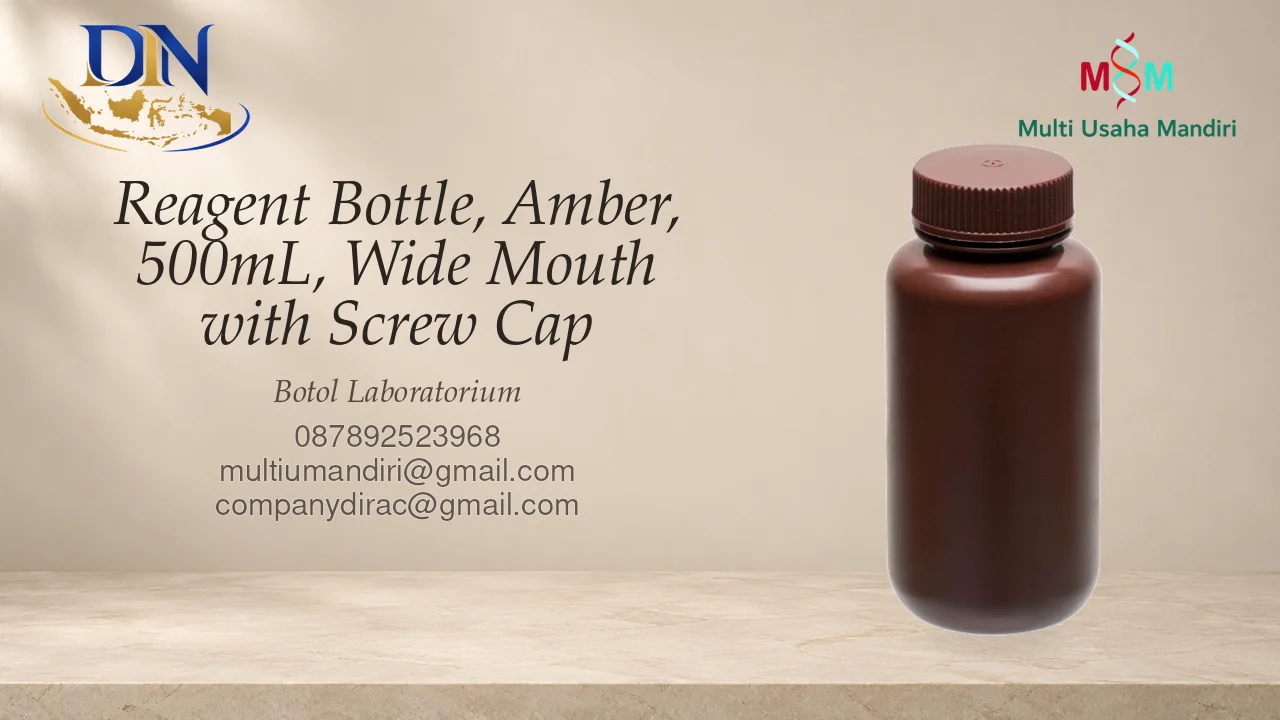 DN
M M
Multi Usaha Mandiri
Reagent Bottle, Amber,
500mL, Wide Mouth
with Screw Cap
Botol Laboratorium
087892523968
multiumandiri@gmail.com
companydirac@gmail.com